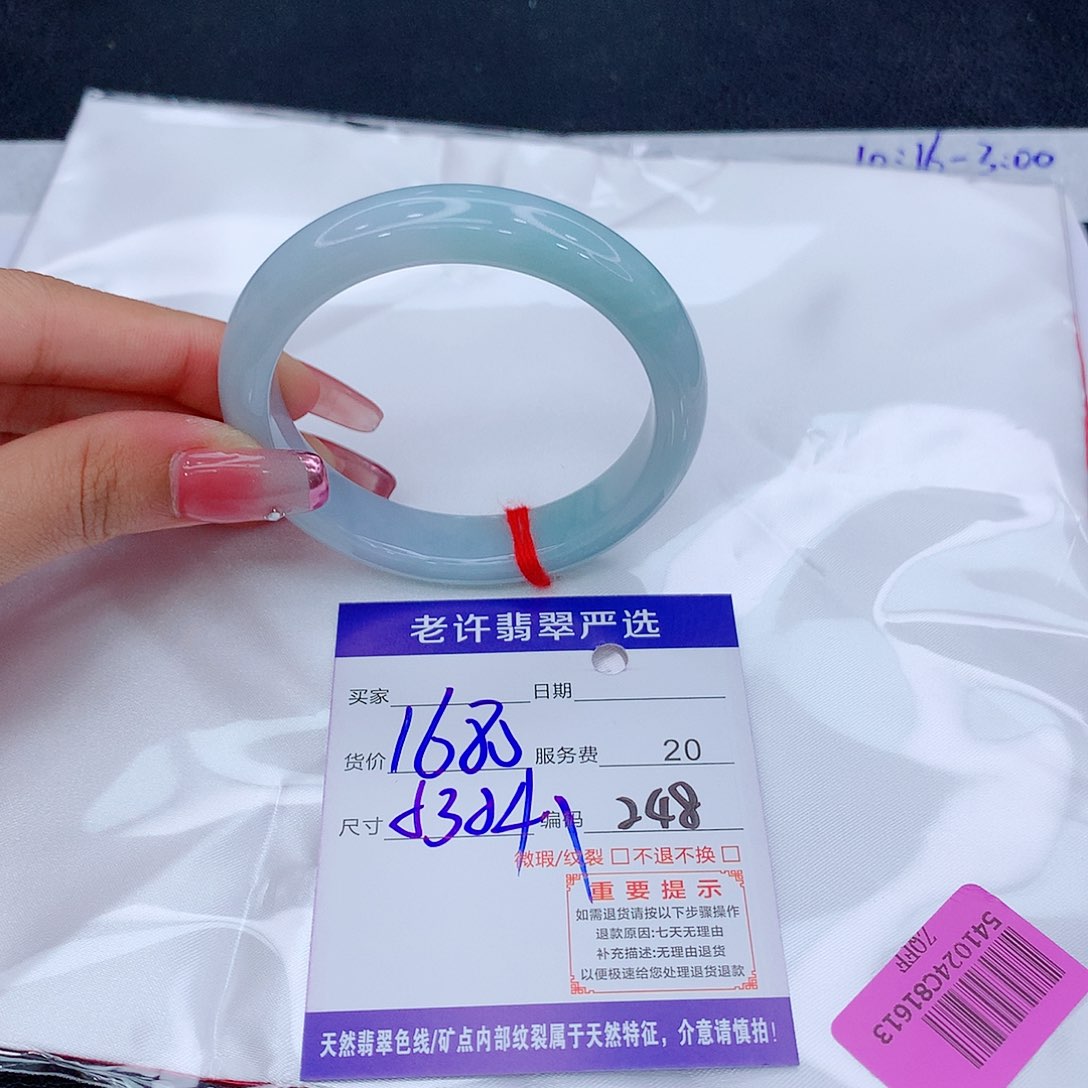 10:16-3:00
老许翡翠严选
买家 日期
货价 服务费 20
尺寸 编码 248
微瑕/纹裂 □不退不换 □
重要提示
如需退货请按以下步骤操作
退款原因:七天无理由
补充描述:无理由退货
以便极速给您处理退货退款
天然翡翠色线/矿点内部纹裂属于天然特征，介意请慎拍!
541024C81613
ZQFF